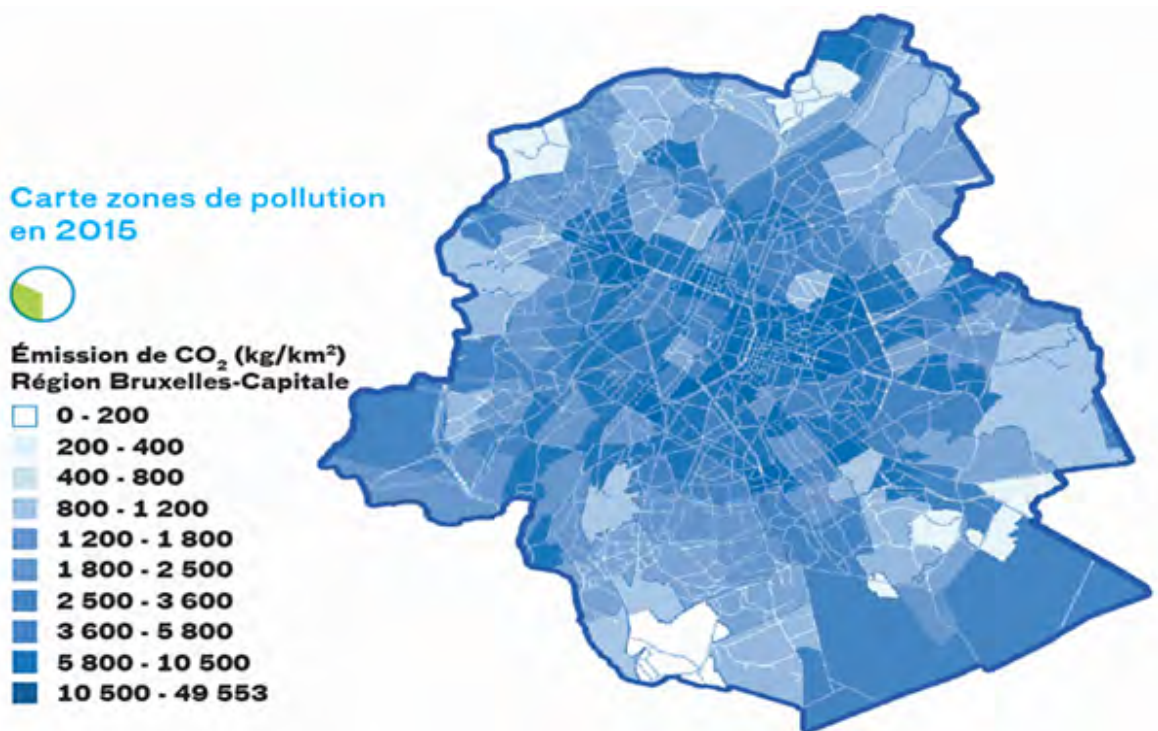 Carte zones de pollution
en 2015
Émission de CO₂ (kg/km²)
Région Bruxelles-Capitale
0 - 200
200 - 400
400 - 800
800 - 1 200
1 200 - 1 800
1 800 - 2 500
2 500 - 3 600
3 600 - 5 800
5 800 - 10 500
10 500 - 49 553